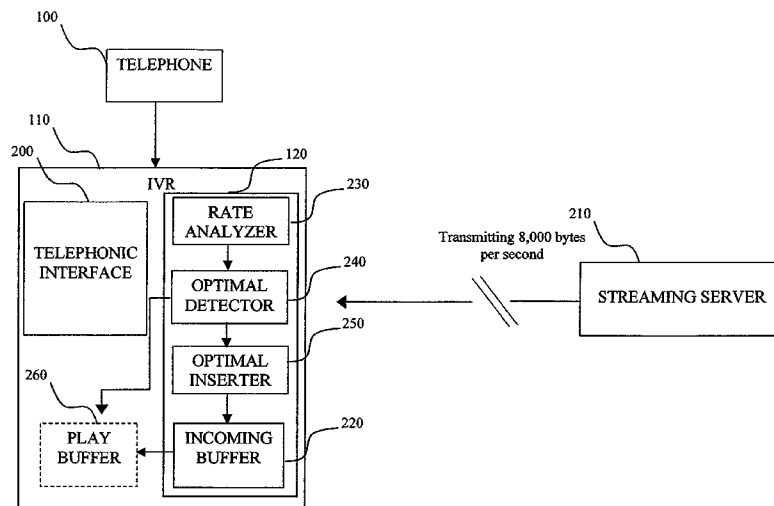 100
TELEPHONE
110
200
IVR
120
230
RATE
ANALYZER
TELEPHONIC
INTERFACE
240
OPTIMAL
DETECTOR
Transmitting 8,000 bytes
per second
210
STREAMING SERVER
250
OPTIMAL
INSERTER
260
PLAY
BUFFER
220
INCOMING
BUFFER